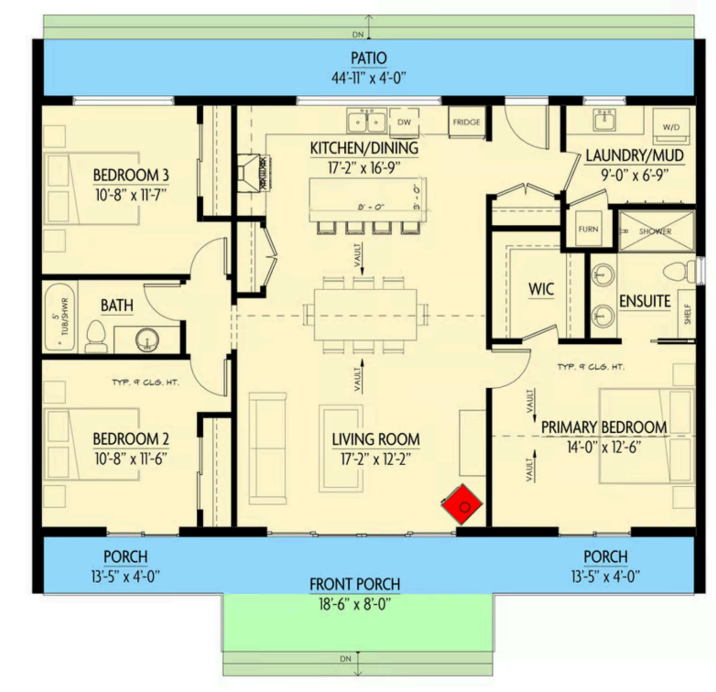 DN
PATIO
44'-11" x 4'-0"
DW
FRIDGE
KITCHEN/DINING
17'-2" x 16'-9"
W/D
LAUNDRY/MUD
9'-0" x 6'-9"
BEDROOM 3
10'-8" x 11'-7"
8' - 0"
3' - 0"
FURN
SHOWER
VAULT
WIC
ENSUITE
SHELF
BATH
5'
TUB/SHWR
TYP. 9' CLG. HT.
TYP. 9' CLG. HT.
VAULT
VAULT
BEDROOM 2
10'-8" x 11'-6"
LIVING ROOM
17'-2" x 12'-2"
PRIMARY BEDROOM
14'-0" x 12'-6"
VAULT
PORCH
13'-5" x 4'-0"
FRONT PORCH
18'-6" x 8'-0"
PORCH
13'-5" x 4'-0"
DN